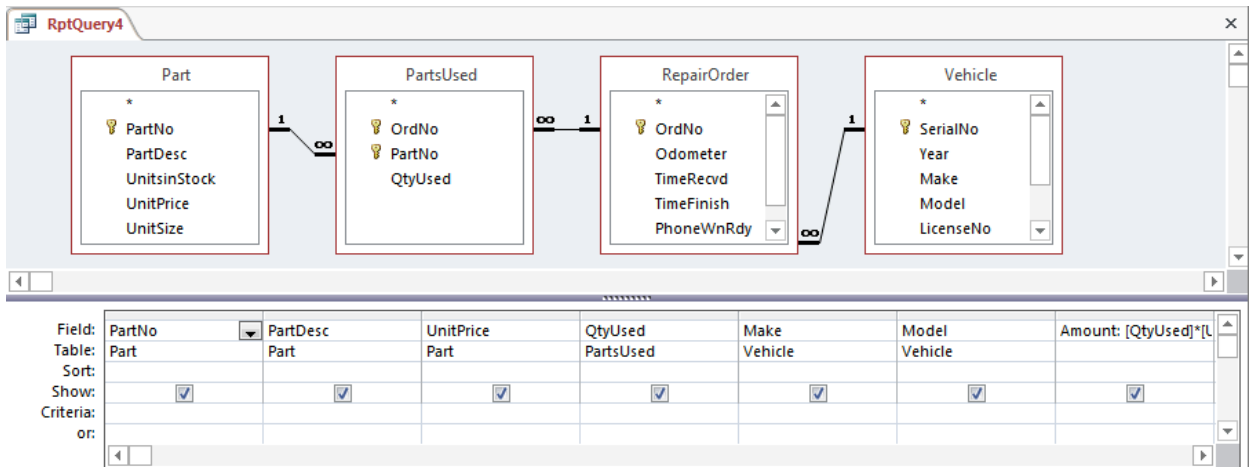 RptQuery4
Part
*
PartNo
PartDesc
UnitsinStock
UnitPrice
UnitSize
1
∞
PartsUsed
*
OrdNo
PartNo
QtyUsed
∞ 1
RepairOrder
*
OrdNo
Odometer
TimeRecvd
TimeFinish
PhoneWnRdy
∞
1
Vehicle
*
SerialNo
Year
Make
Model
LicenseNo
Field: PartNo PartDesc UnitPrice QtyUsed Make Model Amount: [QtyUsed]*[U
Table: Part Part Part PartsUsed Vehicle Vehicle
Sort:
Show:
Criteria:
or: